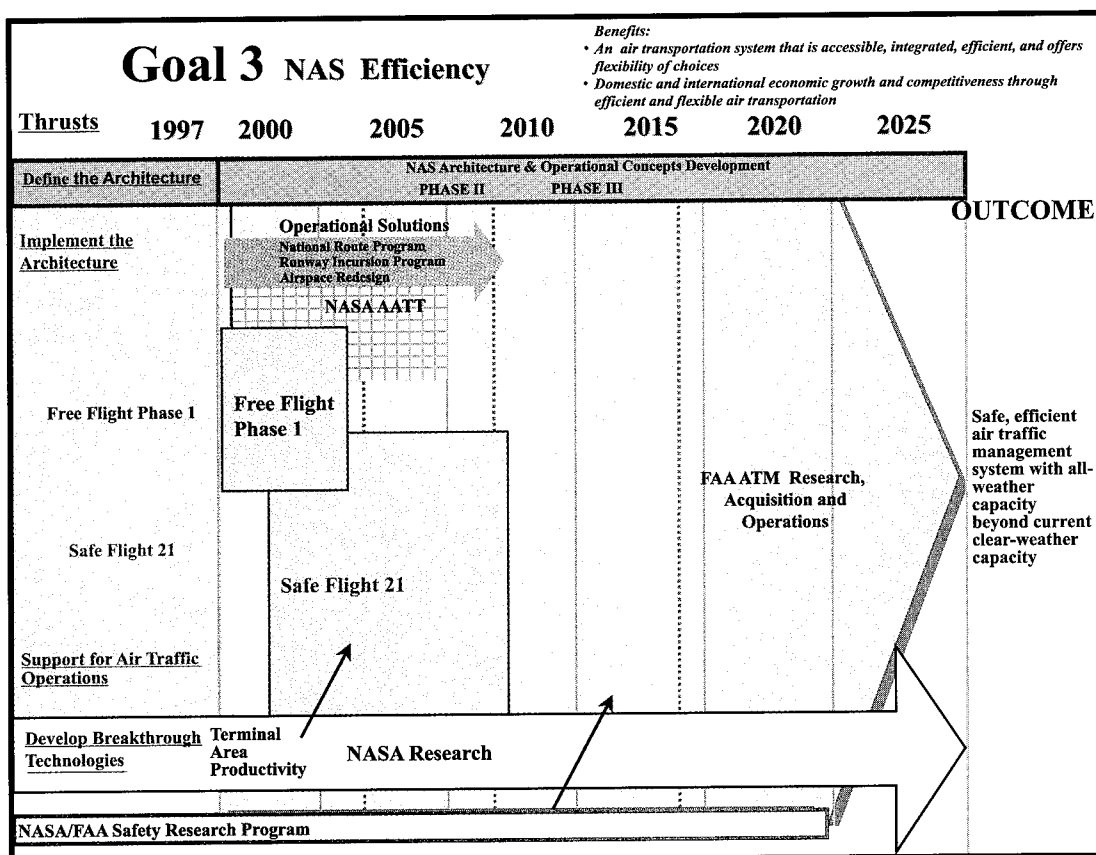 Goal 3 NAS Efficiency
Benefits:
• An air transportation system that is accessible, integrated, efficient, and offers
flexibility of choices
• Domestic and international economic growth and competitiveness through
efficient and flexible air transportation
Thrusts 1997 2000 2005 2010 2015 2020 2025
Define the Architecture
NAS Architecture & Operational Concepts Development
PHASE II PHASE III
OUTCOME
Implement the
Architecture
Operational Solutions
National Route Program
Runway Incursion Program
Airspace Redesign
NASA AATT
Free Flight Phase 1
Free Flight
Phase 1
Safe, efficient
air traffic
management
system with all-
weather
capacity
beyond current
clear-weather
capacity
FAA ATM Research,
Acquisition and
Operations
Safe Flight 21
Safe Flight 21
Support for Air Traffic
Operations
Develop Breakthrough
Technologies
Terminal
Area
Productivity
NASA Research
NASA/FAA Safety Research Program